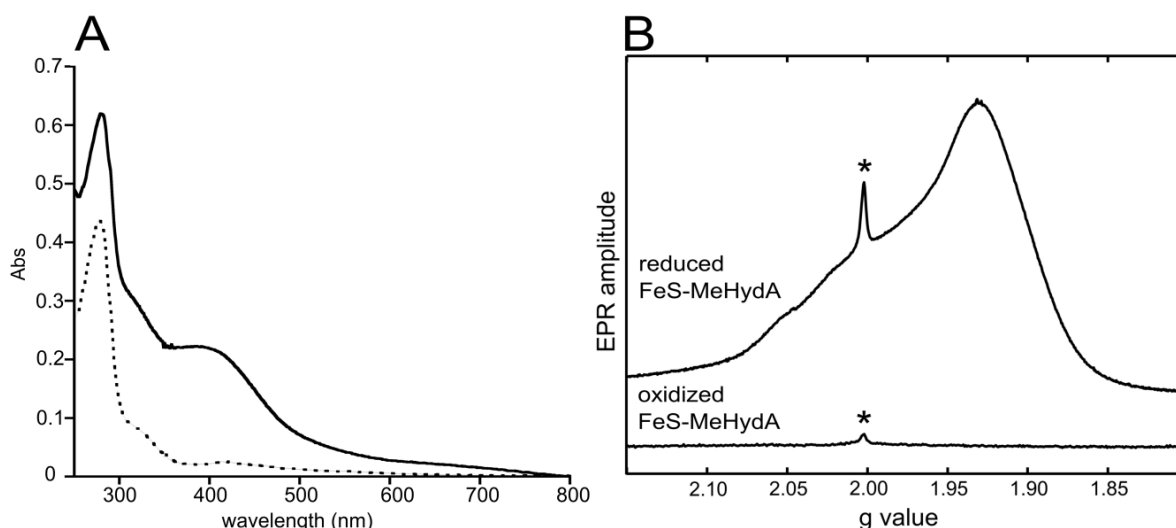 A
0.7
0.6
0.5
0.4
0.3
0.2
0.1
0
Abs
300
400
500
600
700
800
wavelength (nm)
B
*
reduced
FeS-MeHydA
oxidized
FeS-MeHydA
*
EPR amplitude
2.10
2.05
2.00
1.95
1.90
1.85
g value